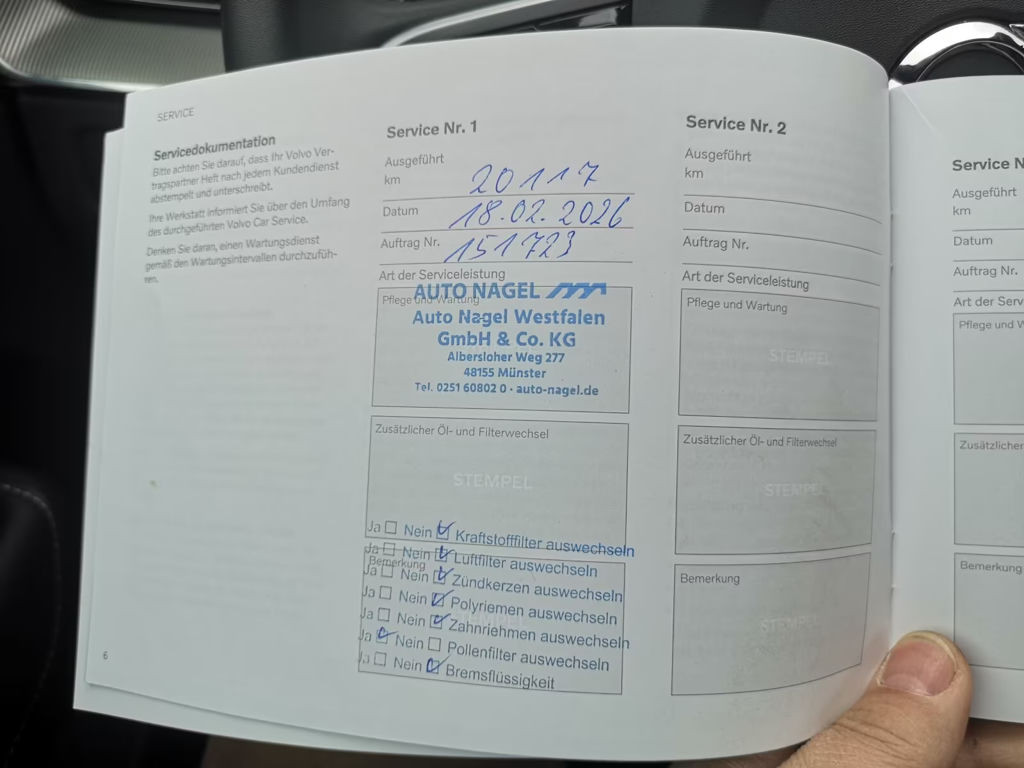 SERVICE
Servicedokumentation
Bitte achten Sie darauf, dass Ihr Volvo Ver-
tragspartner Heft nach jedem Kundendienst
abstempelt und unterschreibt.
Ihre Werkstatt informiert Sie über den Umfang
des durchgeführten Volvo Car Service.
Denken Sie daran, einen Wartungsdienst
gemäß den Wartungsintervallen durchzufüh-
ren.
6
Service Nr. 1
Ausgeführt
km 20117
Datum 18.02.2026
Auftrag Nr. 151723
Art der Serviceleistung
Pflege und Wartung
AUTO NAGEL
Auto Nagel Westfalen
GmbH & Co. KG
Albersloher Weg 277
48155 Münster
Tel. 0251 60802 0 · auto-nagel.de
Zusätzlicher Öl- und Filterwechsel
STEMPEL
Ja ☐ Nein ☑ Kraftstofffilter auswechseln
Ja ☐ Nein ☑ Luftfilter auswechseln
Bemerkung
Ja ☐ Nein ☑ Zündkerzen auswechseln
Ja ☐ Nein ☑ Polyriemen auswechseln
Ja ☐ Nein ☑ Zahnriehmen auswechseln
Ja ☑ Nein ☐ Pollenfilter auswechseln
Ja ☐ Nein ☑ Bremsflüssigkeit
Service Nr. 2
Ausgeführt
km
Datum
Auftrag Nr.
Art der Serviceleistung
Pflege und Wartung
STEMPEL
Zusätzlicher Öl- und Filterwechsel
STEMPEL
Bemerkung
STEMPEL
Service N
Ausgeführt
km
Datum
Auftrag Nr.
Art der Serv
Pflege und W
Zusätzlicher
Bemerkung